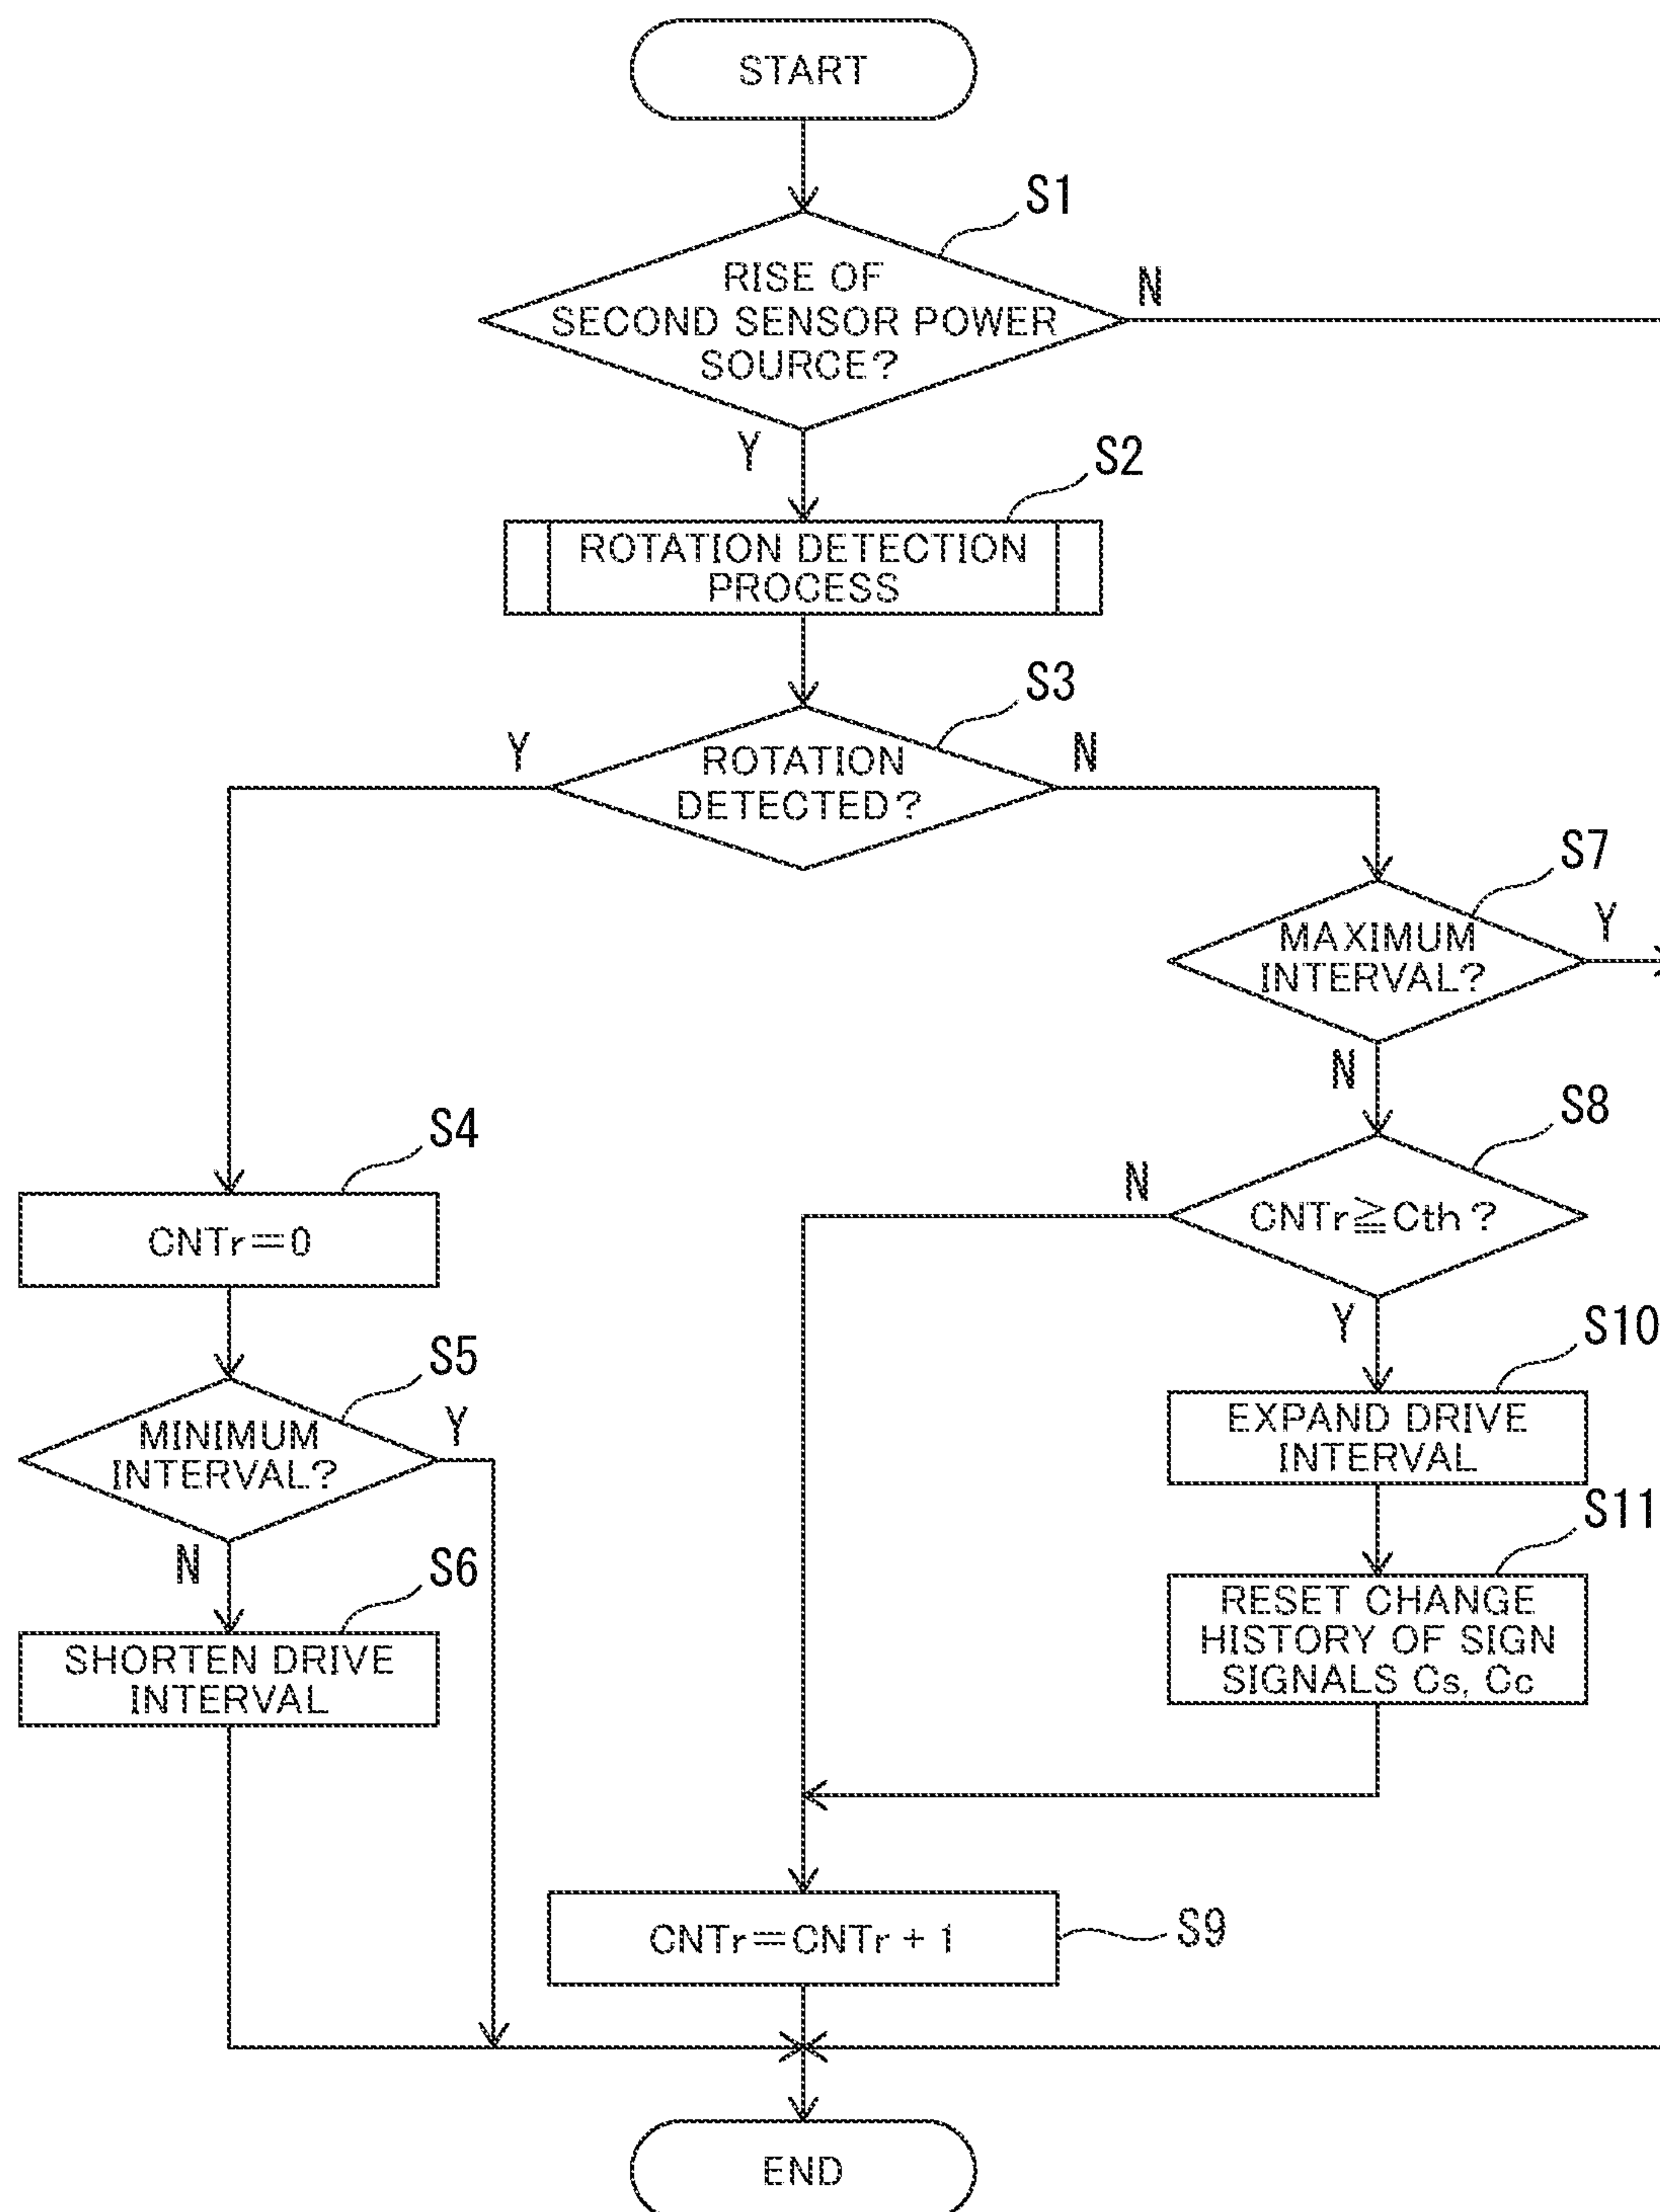 START
S1
RISE OF
SECOND SENSOR POWER
SOURCE?
N
Y
S2
ROTATION DETECTION
PROCESS
S3
Y
ROTATION
DETECTED?
N
S7
MAXIMUM
INTERVAL?
Y
N
S8
S4
N
CNTr≧Cth?
CNTr=0
Y
S10
S5
EXPAND DRIVE
INTERVAL
MINIMUM
INTERVAL?
Y
S11
N
S6
RESET CHANGE
HISTORY OF SIGN
SIGNALS Cs, Cc
SHORTEN DRIVE
INTERVAL
CNTr=CNTr+1
S9
END